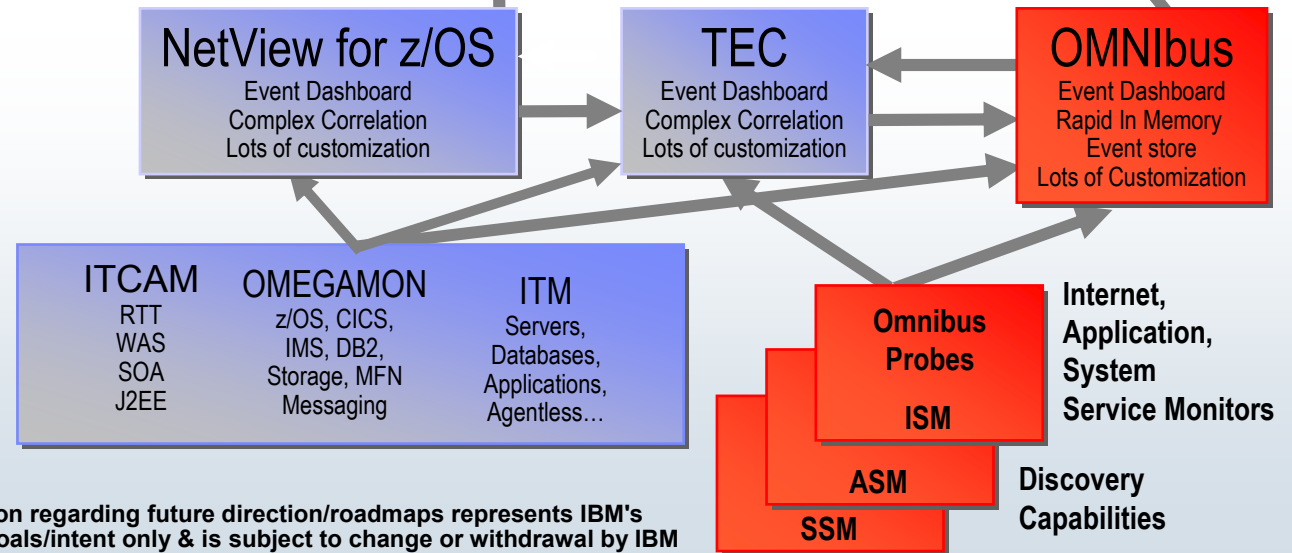 NetView for z/OS
Event Dashboard
Complex Correlation
Lots of customization
TEC
Event Dashboard
Complex Correlation
Lots of customization
OMNIbus
Event Dashboard
Rapid In Memory
Event store
Lots of Customization
ITCAM
RTT
WAS
SOA
J2EE
OMEGAMON
z/OS, CICS,
IMS, DB2,
Storage, MFN
Messaging
ITM
Servers,
Databases,
Applications,
Agentless…
Omnibus
Probes
ISM
ASM
SSM
Internet,
Application,
System
Service Monitors
Discovery
Capabilities
on regarding future direction/roadmaps represents IBM's
oals/intent only & is subject to change or withdrawal by IBM